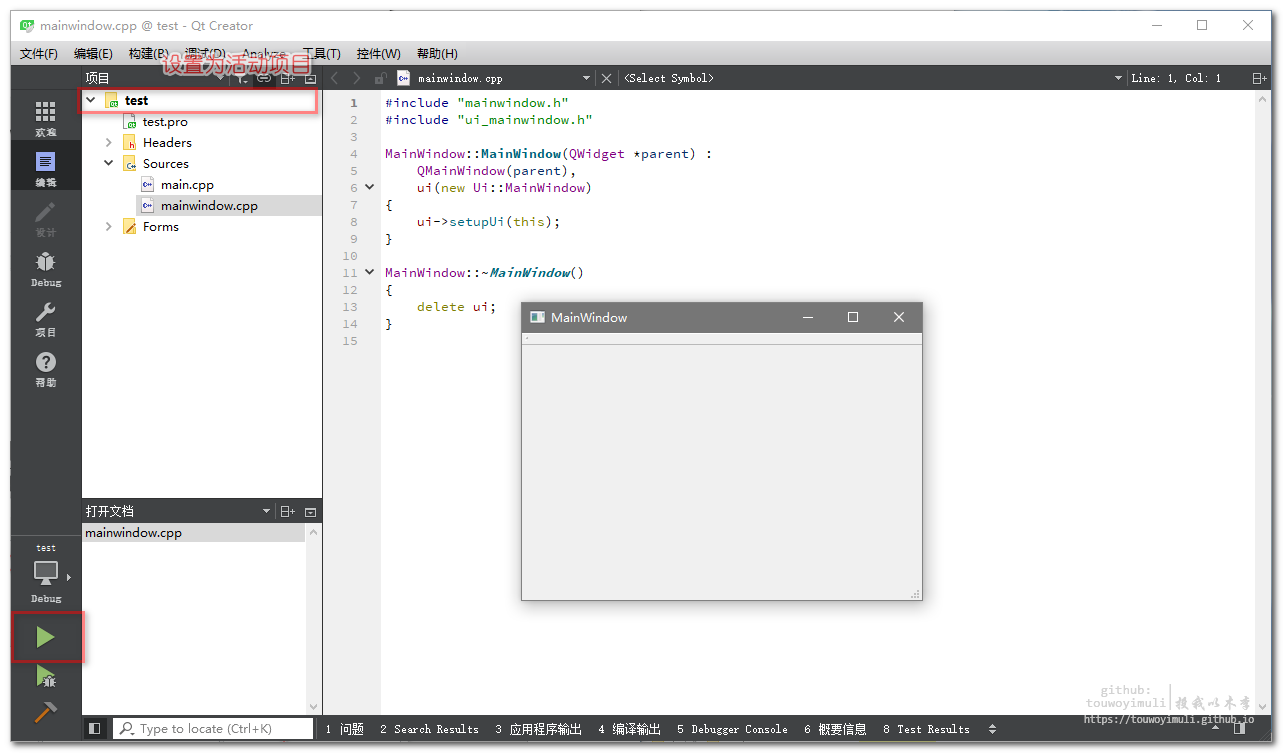 mainwindow.cpp @ test - Qt Creator
文件(F) 编辑(E) 构建(B) 调试(D) Analyze 工具(T) 控件(W) 帮助(H)
设置为活动项目
项目
mainwindow.cpp
<Select Symbol>
Line: 1, Col: 1
欢迎
编辑
设计
Debug
项目
帮助
test
test.pro
Headers
Sources
main.cpp
mainwindow.cpp
Forms
1 #include "mainwindow.h"
2 #include "ui_mainwindow.h"
3
4 MainWindow::MainWindow(QWidget *parent) :
5 QMainWindow(parent),
6 ui(new Ui::MainWindow)
7 {
8 ui->setupUi(this);
9 }
10
11 MainWindow::~MainWindow()
12 {
13 delete ui;
14 }
15
MainWindow
打开文档
mainwindow.cpp
test
Debug
github:
touwoyimuli
投我以木李
https://touwoyimuli.github.io
Type to locate (Ctrl+K)
1 问题 2 Search Results 3 应用程序输出 4 编译输出 5 Debugger Console 6 概要信息 8 Test Results